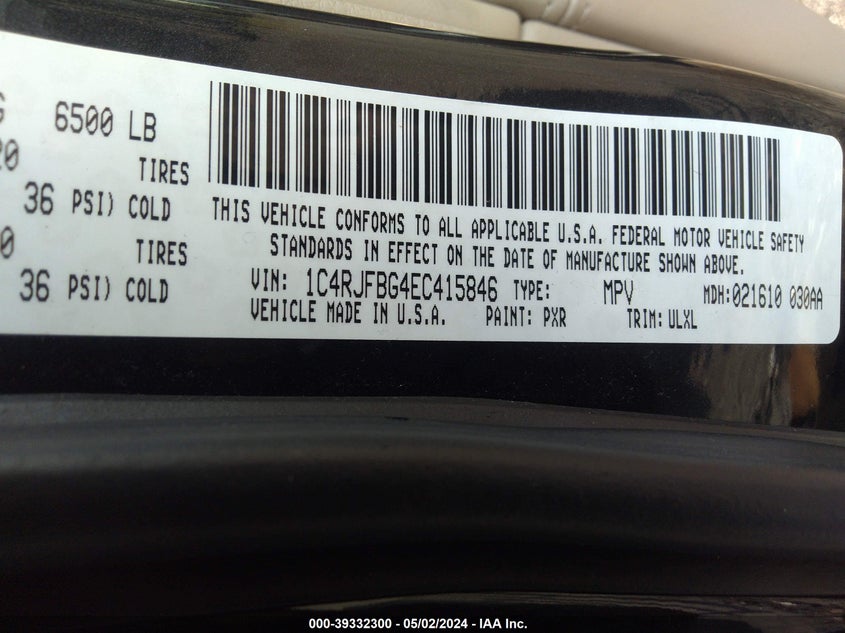 G 6500 LB
20 TIRES
36 PSI) COLD
0 TIRES
36 PSI) COLD
THIS VEHICLE CONFORMS TO ALL APPLICABLE U.S.A. FEDERAL MOTOR VEHICLE SAFETY
STANDARDS IN EFFECT ON THE DATE OF MANUFACTURE SHOWN ABOVE.
VIN: 1C4RJFBG4EC415846 TYPE: MPV MDH:021610 030AA
VEHICLE MADE IN U.S.A. PAINT: PXR TRIM: ULXL
000-39332300 - 05/02/2024 - IAA Inc.